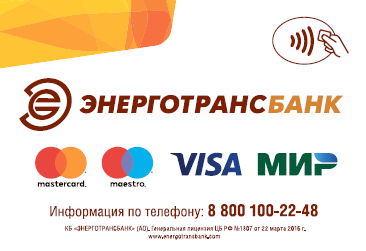 ЭНЕРГОТРАНСБАНК
mastercard. maestro. VISA МИР
Информация по телефону: 8 800 100-22-48
КБ «ЭНЕРГОТРАНСБАНК» (АО). Генеральная лицензия ЦБ РФ №1307 от 22 марта 2016 г.
www.energotransbank.com